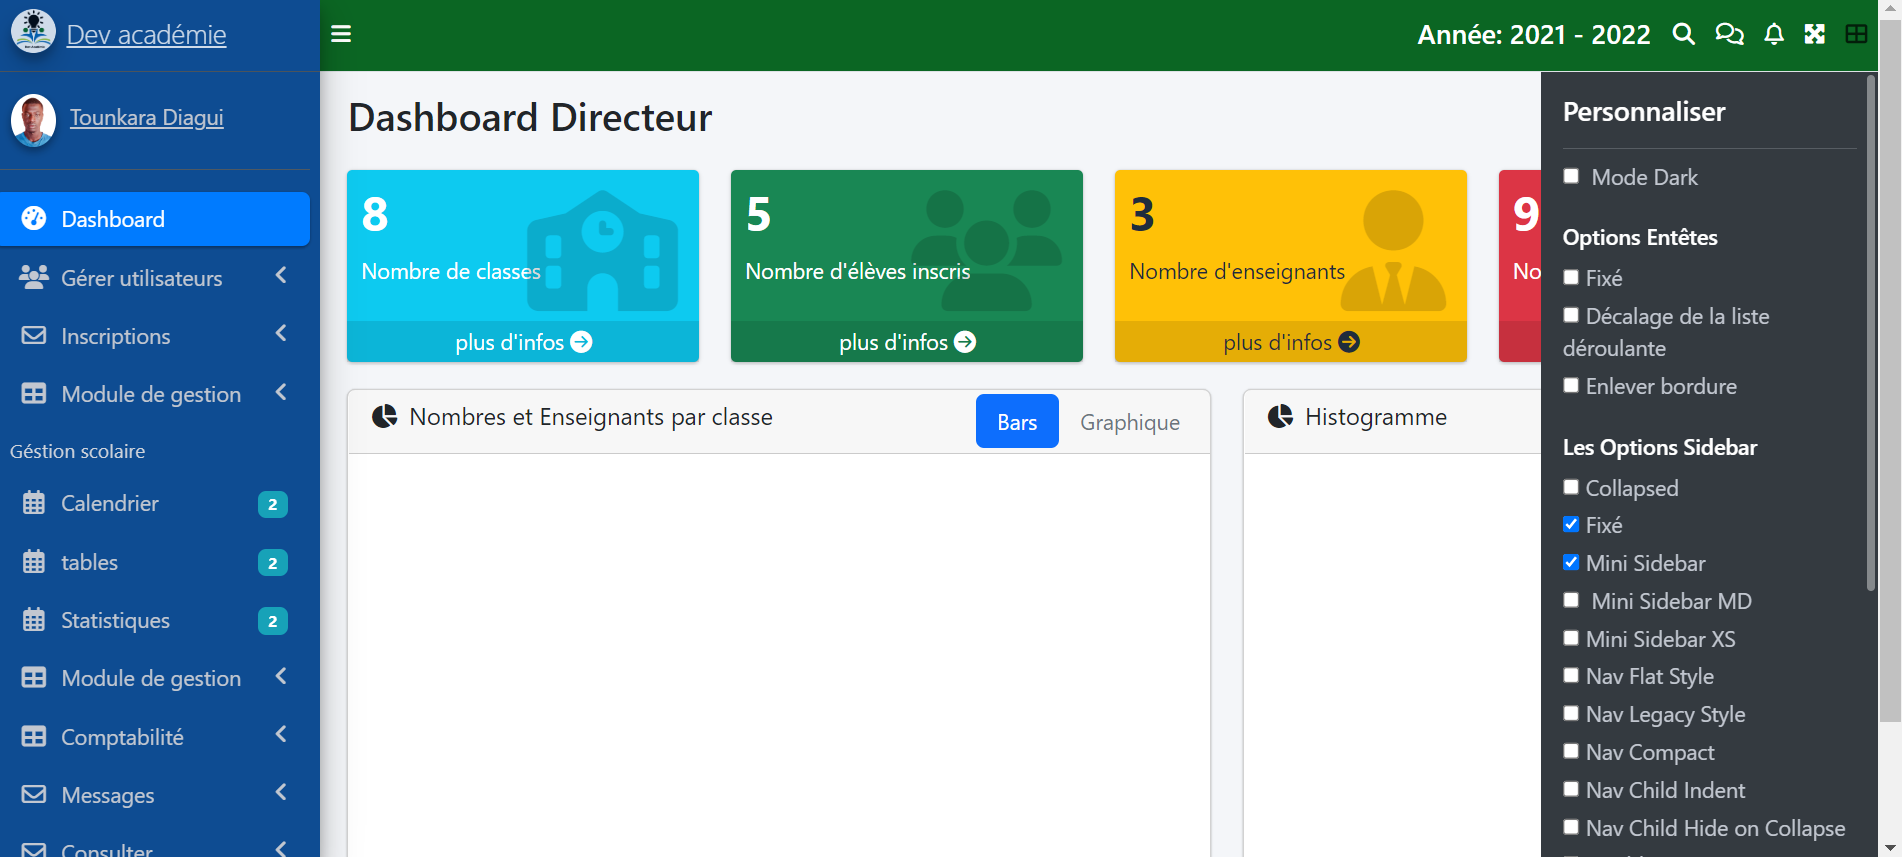 Dev académie
Année: 2021 - 2022
Tounkara Diagui
Dashboard
Gérer utilisateurs
Inscriptions
Module de gestion
Géstion scolaire
Calendrier 2
tables 2
Statistiques 2
Module de gestion
Comptabilité
Messages
Consulter
Dashboard Directeur
8
Nombre de classes
plus d'infos
5
Nombre d'élèves inscris
plus d'infos
3
Nombre d'enseignants
plus d'infos
9
No
Nombres et Enseignants par classe
Bars
Graphique
Histogramme
Personnaliser
Mode Dark
Options Entêtes
Fixé
Décalage de la liste
déroulante
Enlever bordure
Les Options Sidebar
Collapsed
Fixé
Mini Sidebar
Mini Sidebar MD
Mini Sidebar XS
Nav Flat Style
Nav Legacy Style
Nav Compact
Nav Child Indent
Nav Child Hide on Collapse